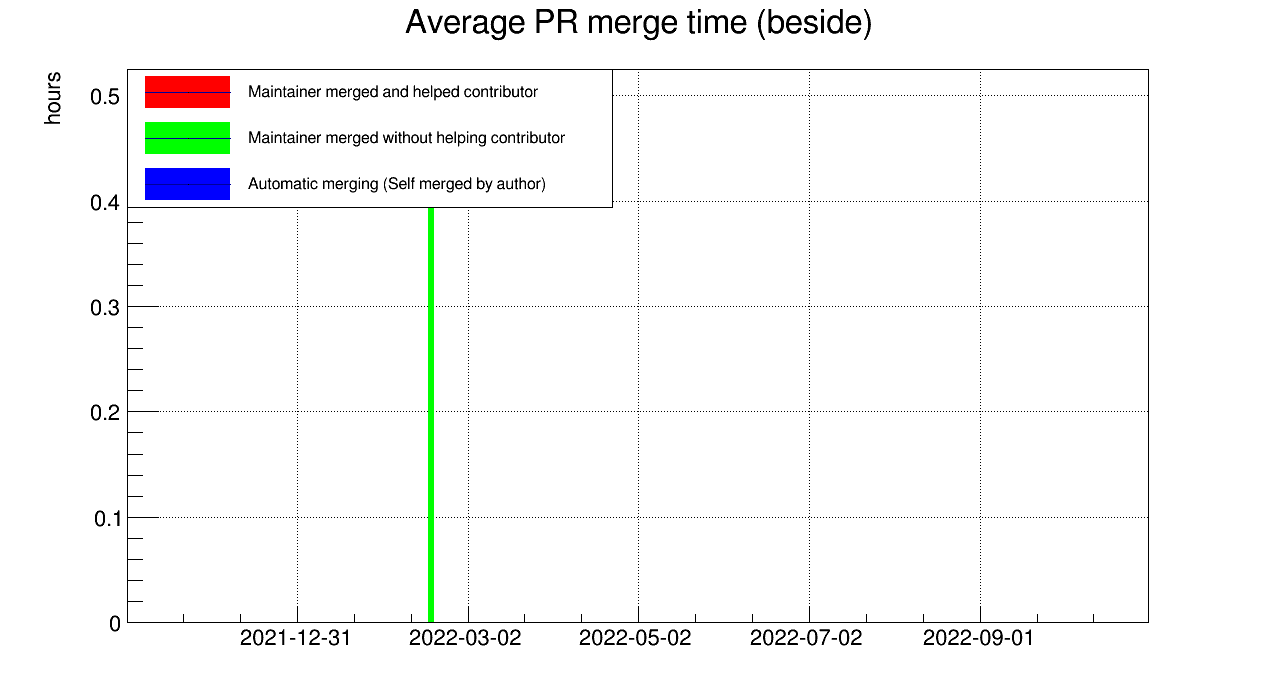 Average PR merge time (beside)
hours
Maintainer merged and helped contributor
Maintainer merged without helping contributor
Automatic merging (Self merged by author)
0.5
0.4
0.3
0.2
0.1
0
2021-12-31 2022-03-02 2022-05-02 2022-07-02 2022-09-01